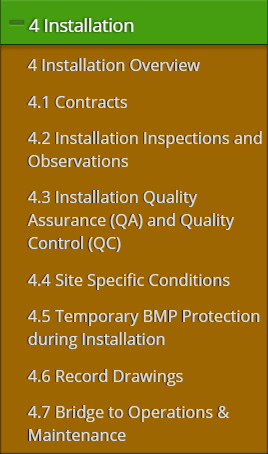 4 Installation
4 Installation Overview
4.1 Contracts
4.2 Installation Inspections and
Observations
4.3 Installation Quality
Assurance (QA) and Quality
Control (QC)
4.4 Site Specific Conditions
4.5 Temporary BMP Protection
during Installation
4.6 Record Drawings
4.7 Bridge to Operations &
Maintenance